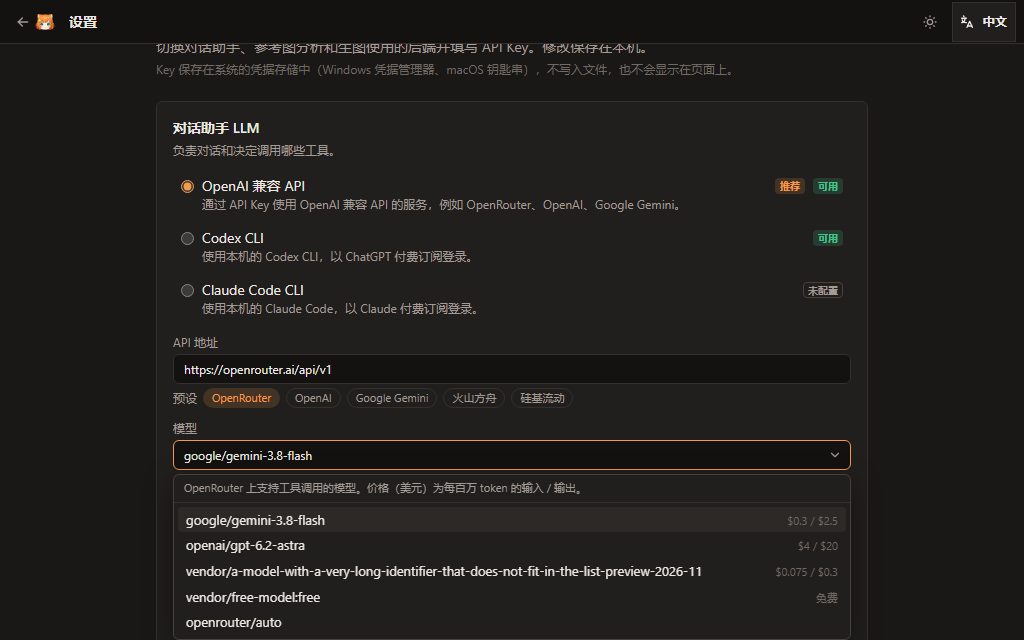 设置
中文
切换对话助手、参考图分析和生图使用的后端并填写 API Key。修改保存在本机。
Key 保存在系统的凭据存储中（Windows 凭据管理器、macOS 钥匙串），不写入文件，也不会显示在页面上。
对话助手 LLM
负责对话和决定调用哪些工具。
OpenAI 兼容 API
推荐 可用
通过 API Key 使用 OpenAI 兼容 API 的服务，例如 OpenRouter、OpenAI、Google Gemini。
Codex CLI
可用
使用本机的 Codex CLI，以 ChatGPT 付费订阅登录。
Claude Code CLI
未配置
使用本机的 Claude Code，以 Claude 付费订阅登录。
API 地址
https://openrouter.ai/api/v1
预设 OpenRouter OpenAI Google Gemini 火山方舟 硅基流动
模型
google/gemini-3.8-flash
OpenRouter 上支持工具调用的模型。价格（美元）为每百万 token 的输入 / 输出。
google/gemini-3.8-flash $0.3 / $2.5
openai/gpt-6.2-astra $4 / $20
vendor/a-model-with-a-very-long-identifier-that-does-not-fit-in-the-list-preview-2026-11 $0.075 / $0.3
vendor/free-model:free 免费
openrouter/auto